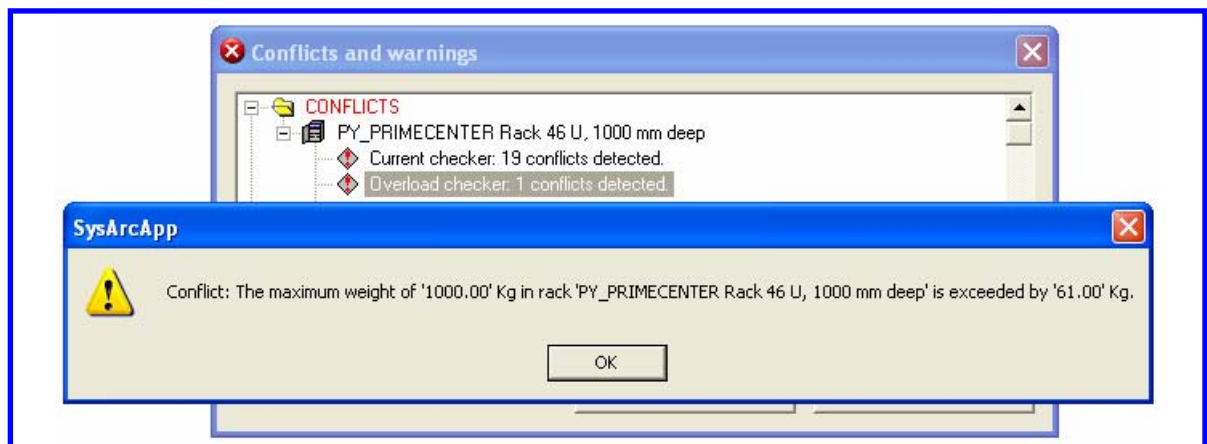 Conflicts and warnings
CONFLICTS
PY_PRIMECENTER Rack 46 U, 1000 mm deep
Current checker: 19 conflicts detected.
Overload checker: 1 conflicts detected.
SysArcApp
Conflict: The maximum weight of '1000.00' Kg in rack 'PY_PRIMECENTER Rack 46 U, 1000 mm deep' is exceeded by '61.00' Kg.
OK